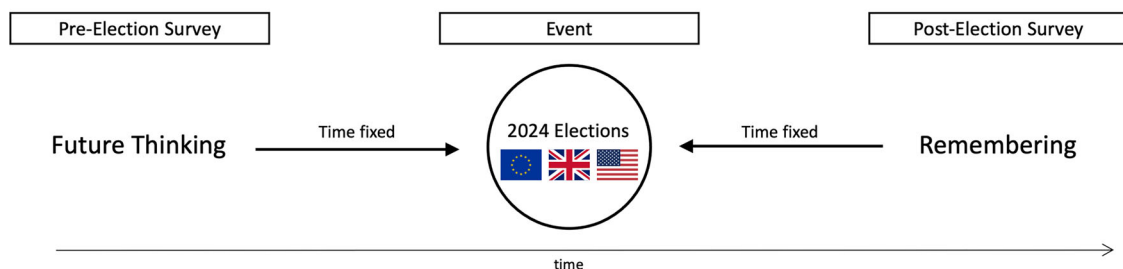 Pre-Election Survey
Event
Post-Election Survey
Future Thinking
Time fixed
2024 Elections
Time fixed
Remembering
time